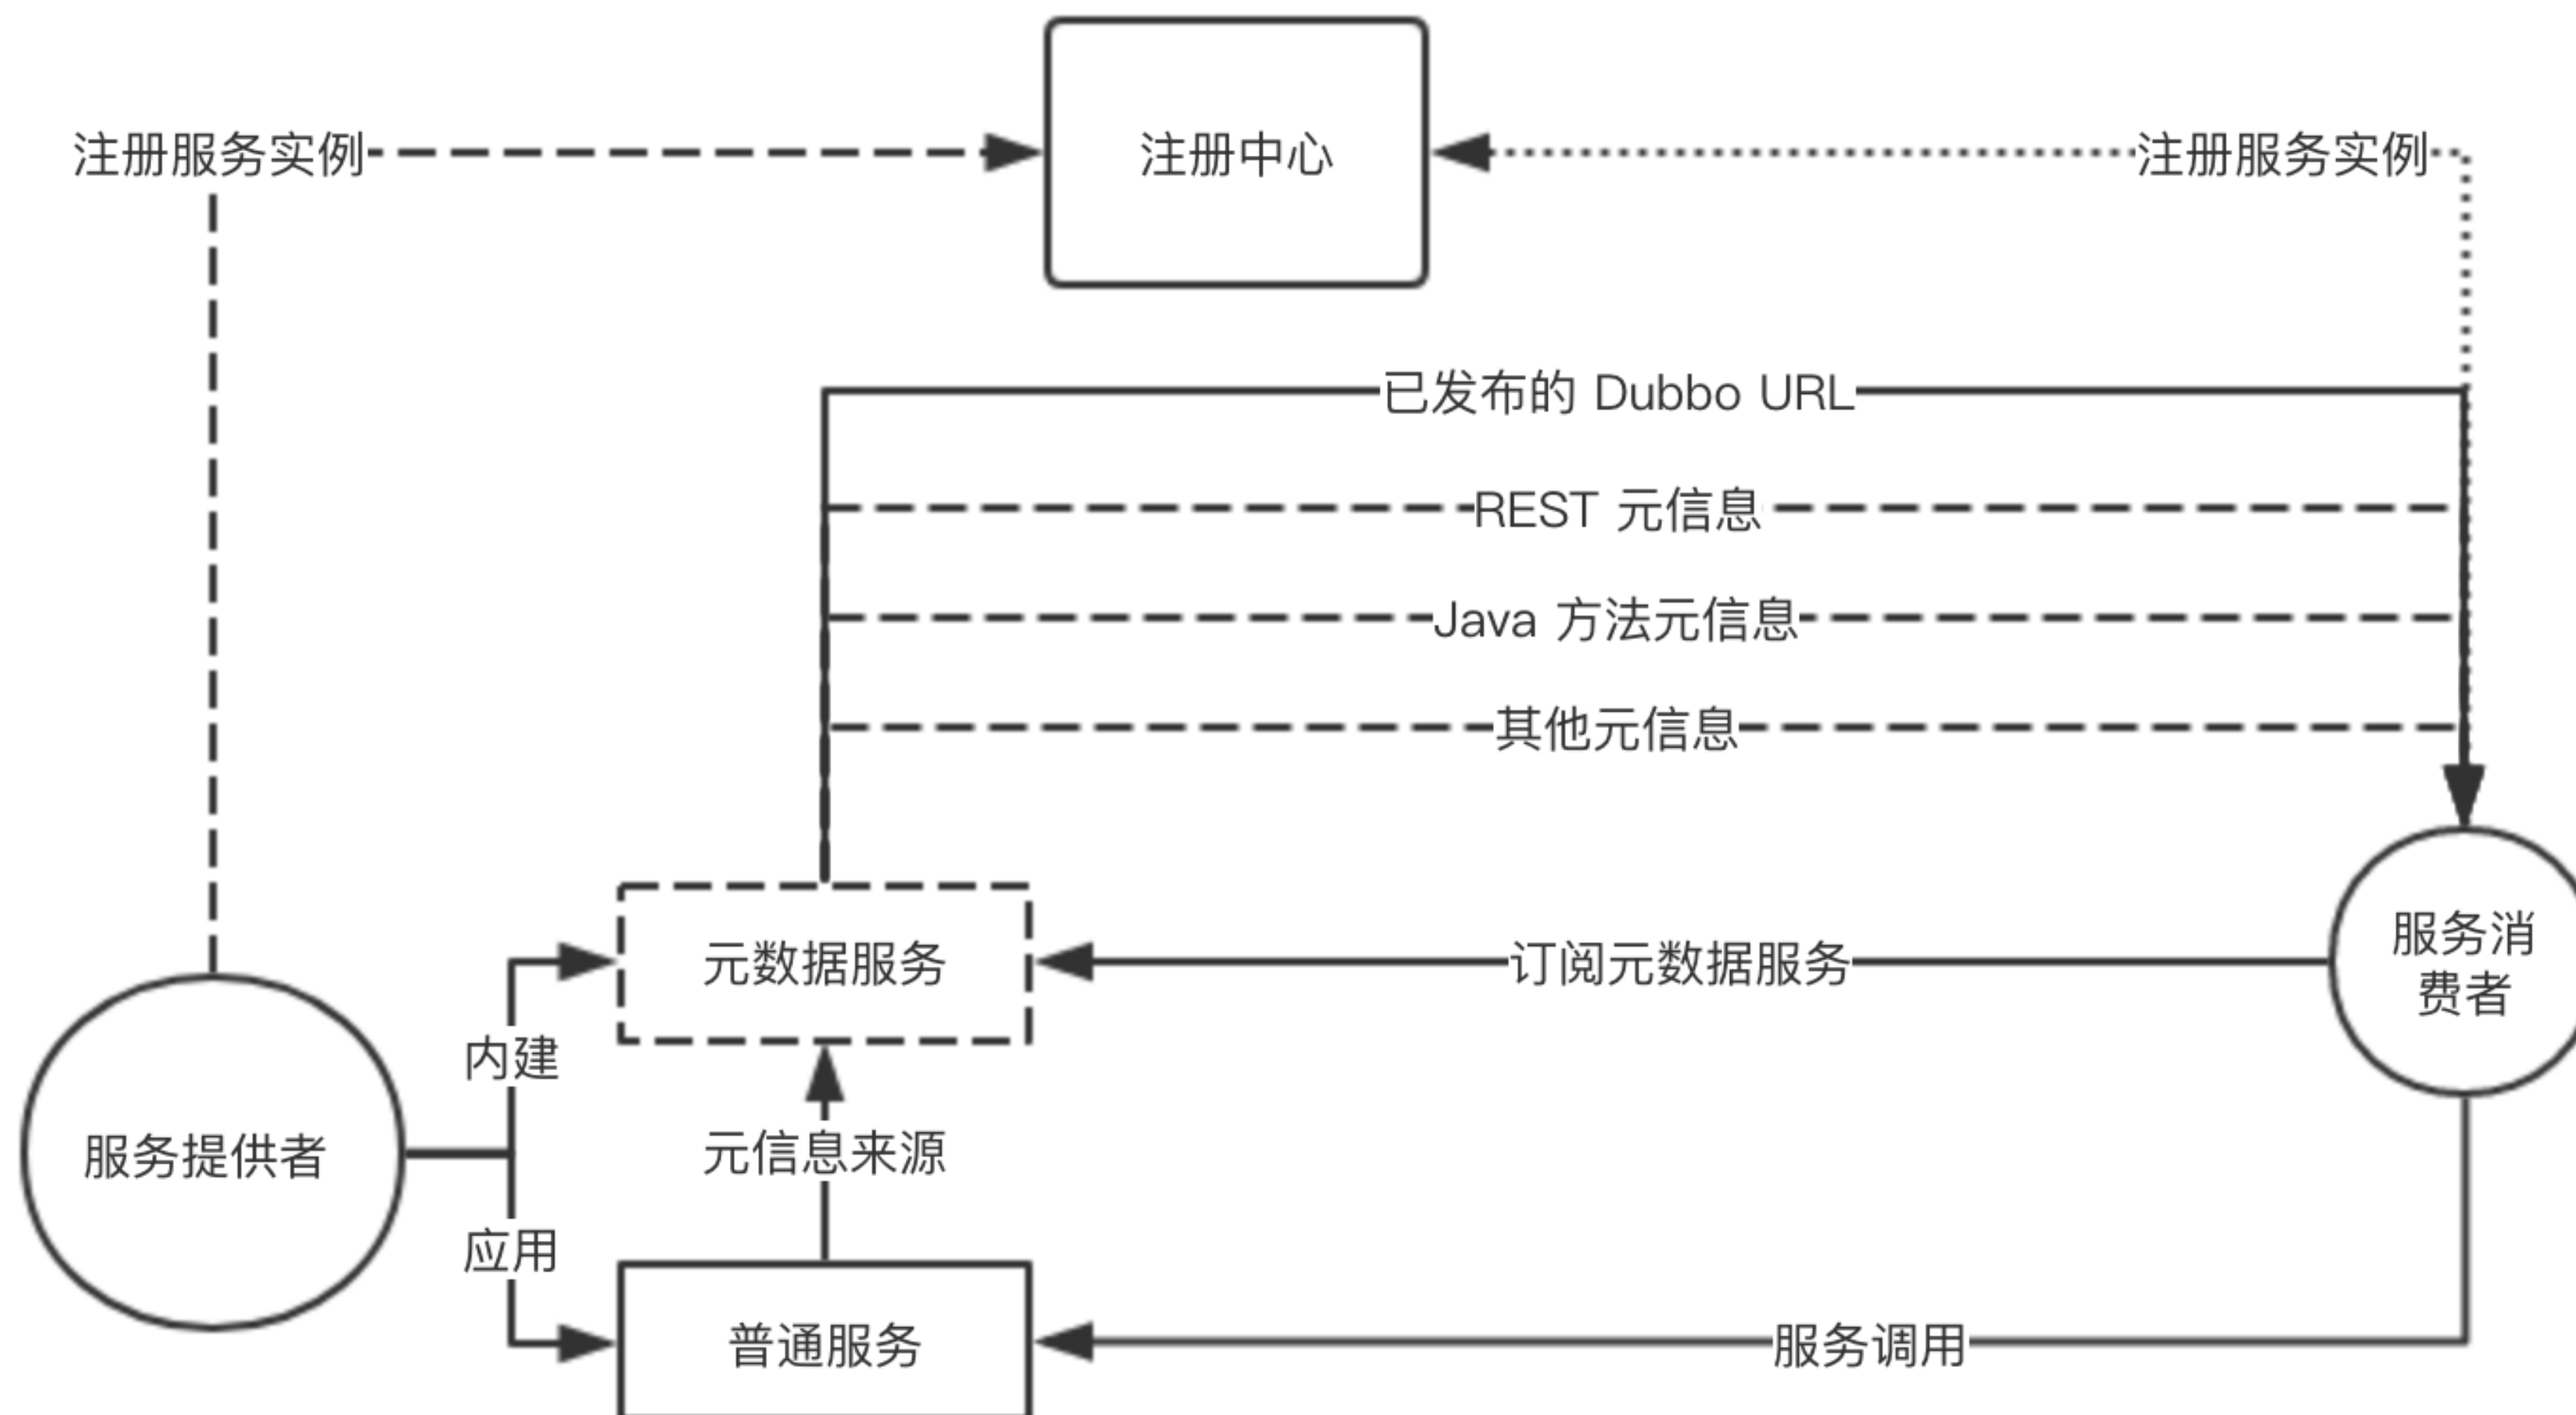 注册中心
注册服务实例
注册服务实例
已发布的 Dubbo URL
REST 元信息
Java 方法元信息
其他元信息
服务消
费者
元数据服务
订阅元数据服务
内建
服务提供者
元信息来源
应用
普通服务
服务调用